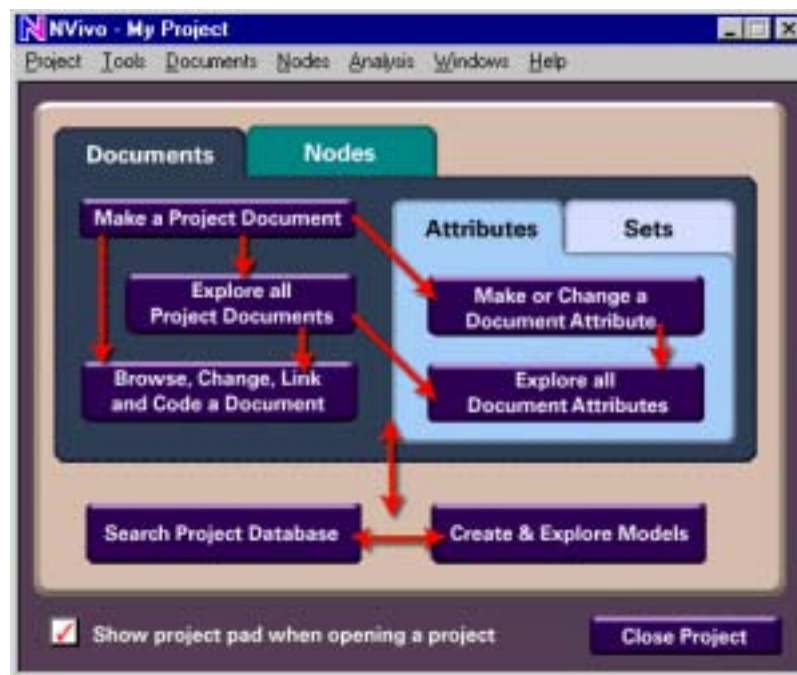 NVivo - My Project
Project Tools Documents Nodes Analysis Windows Help
Documents Nodes
Make a Project Document
Attributes Sets
Explore all
Project Documents
Make or Change a
Document Attribute
Browse, Change, Link
and Code a Document
Explore all
Document Attributes
Search Project Database
Create & Explore Models
Show project pad when opening a project
Close Project